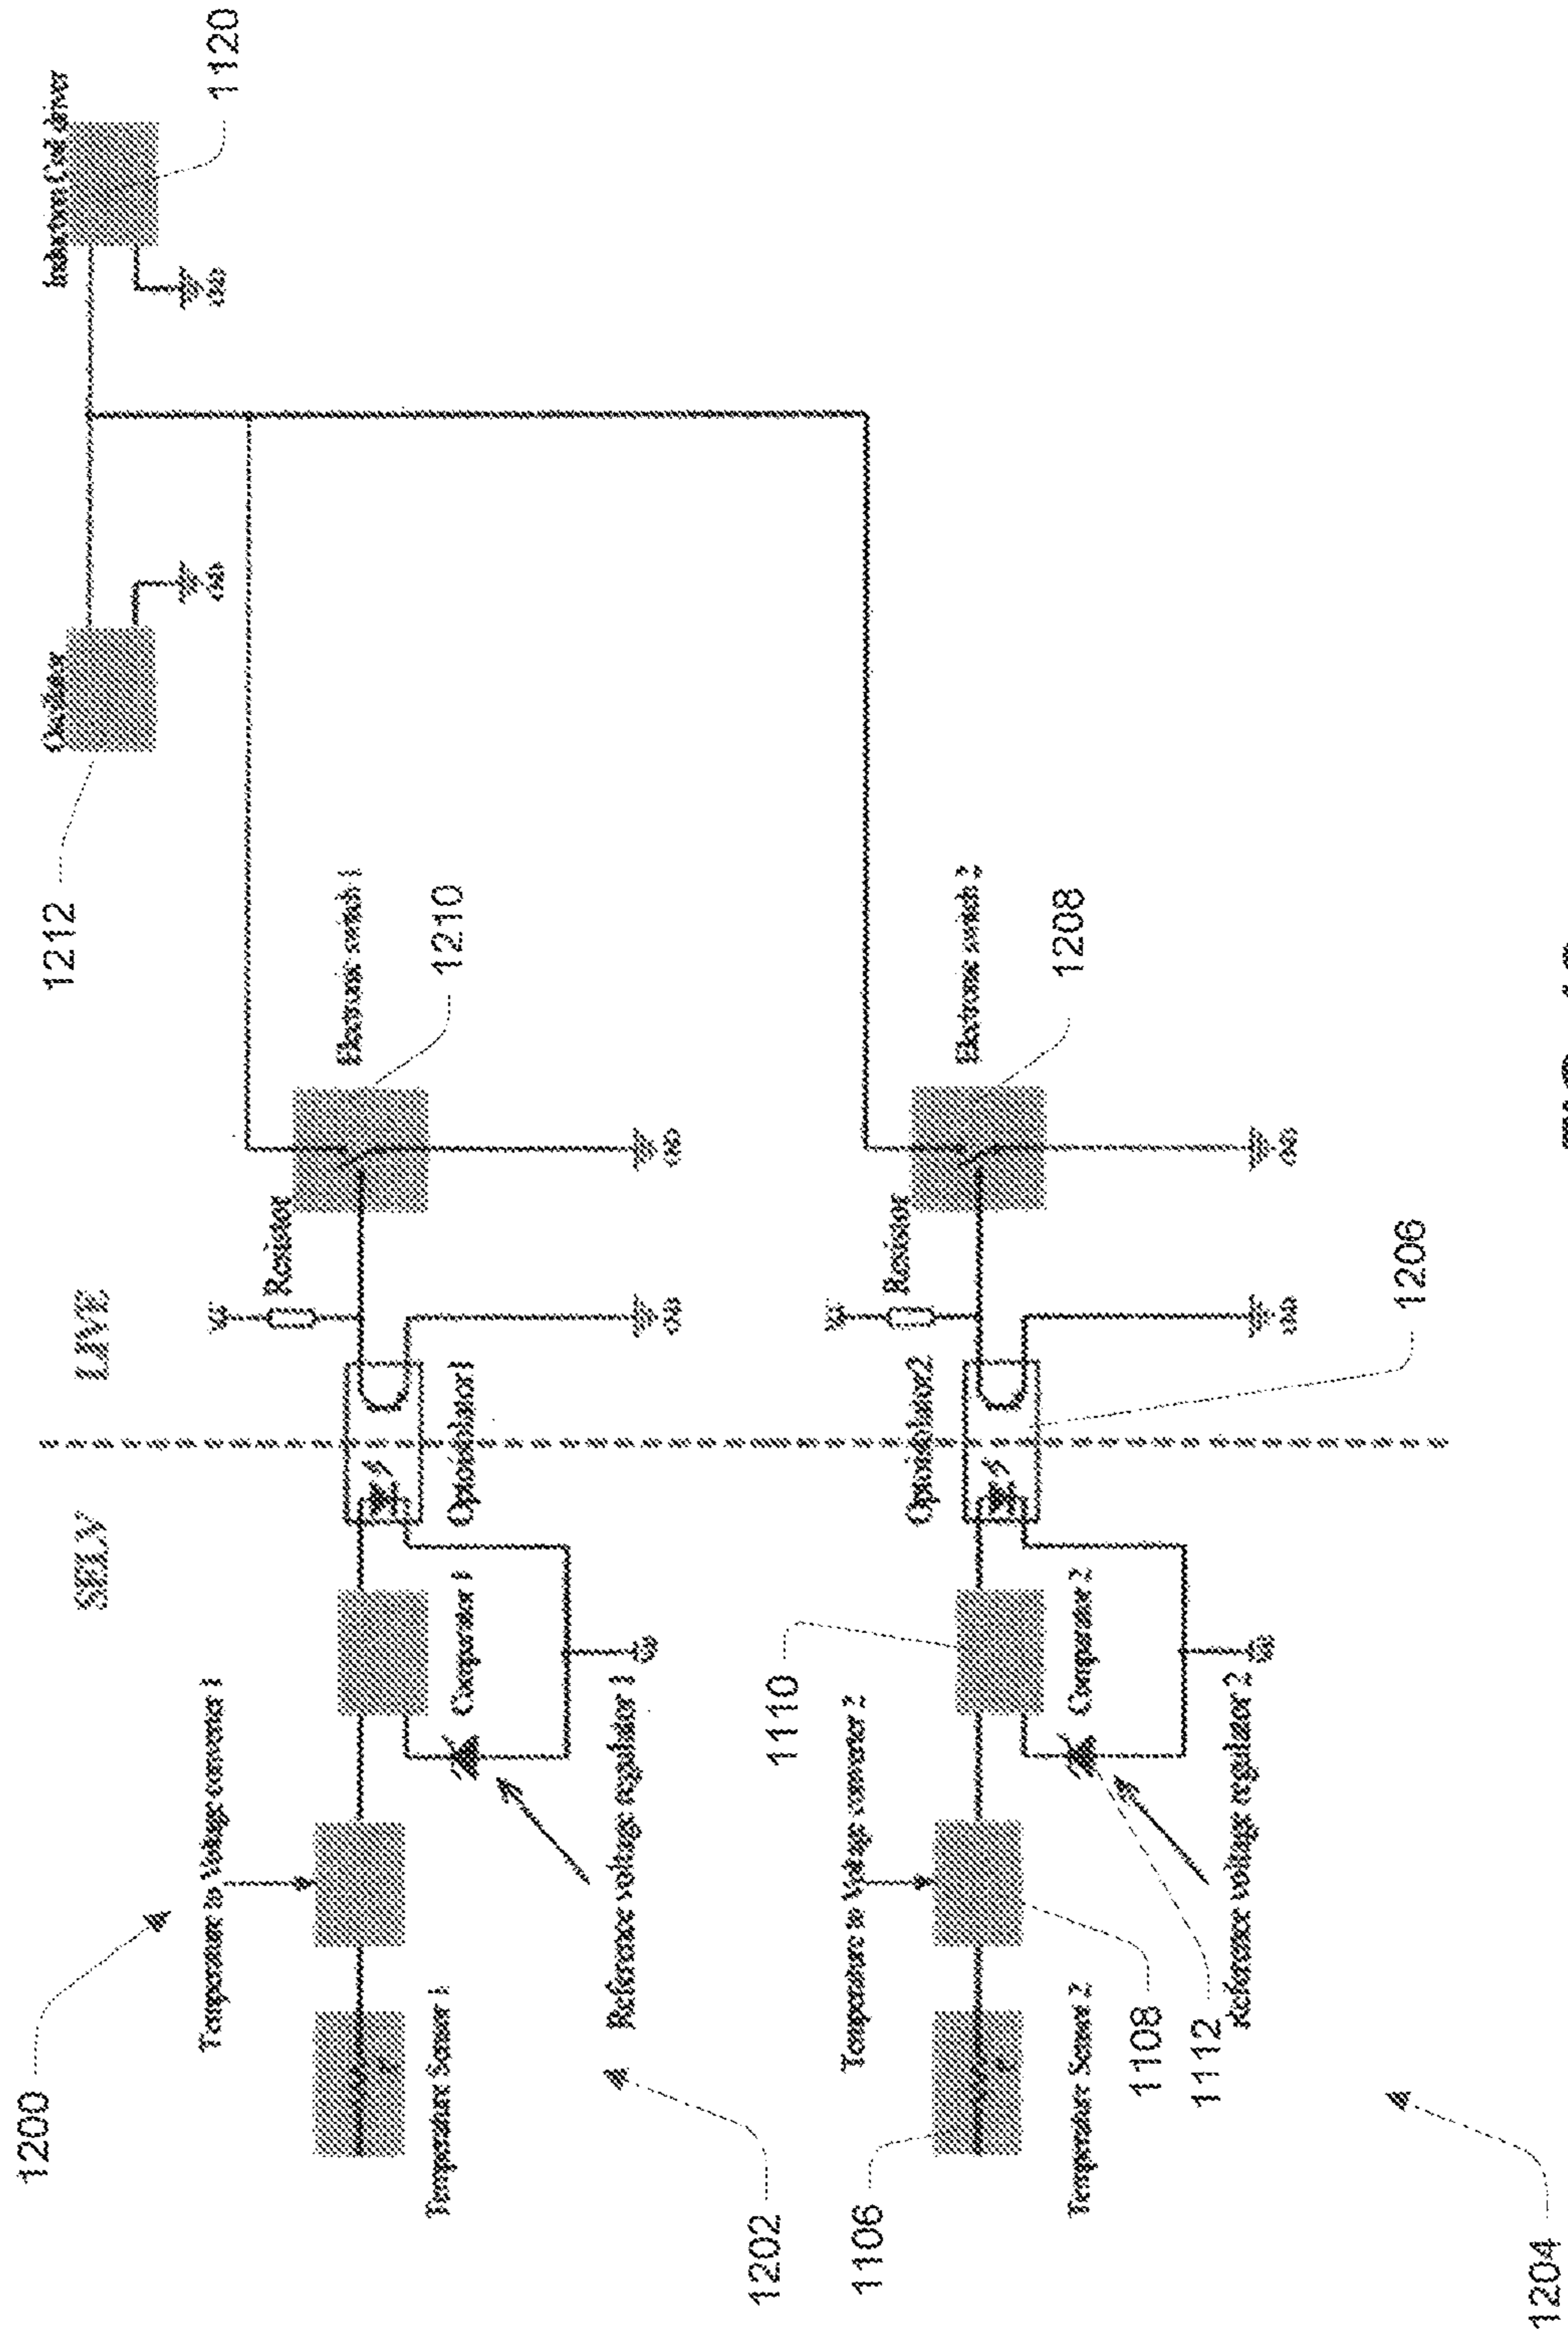 1200
SELV
LIVE
1212
Oscillator
Induction Coil driver
1120
Temperature to Voltage converter 1
Resistor
Electronic switch 1
1210
Temperature Sensor 1
Comparator 1
Optoisolator1
Reference voltage regulator 1
1202
1110
Temperature to Voltage converter 2
Optoisolator2
Resistor
Electronic switch 2
1208
1106
Temperature Sensor 2
Comparator 2
1108
1112
Reference voltage regulator 2
1206
1204